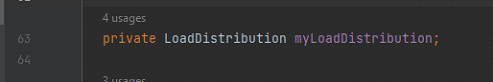 4 usages
63 private LoadDistribution myLoadDistribution;
64
3 usages